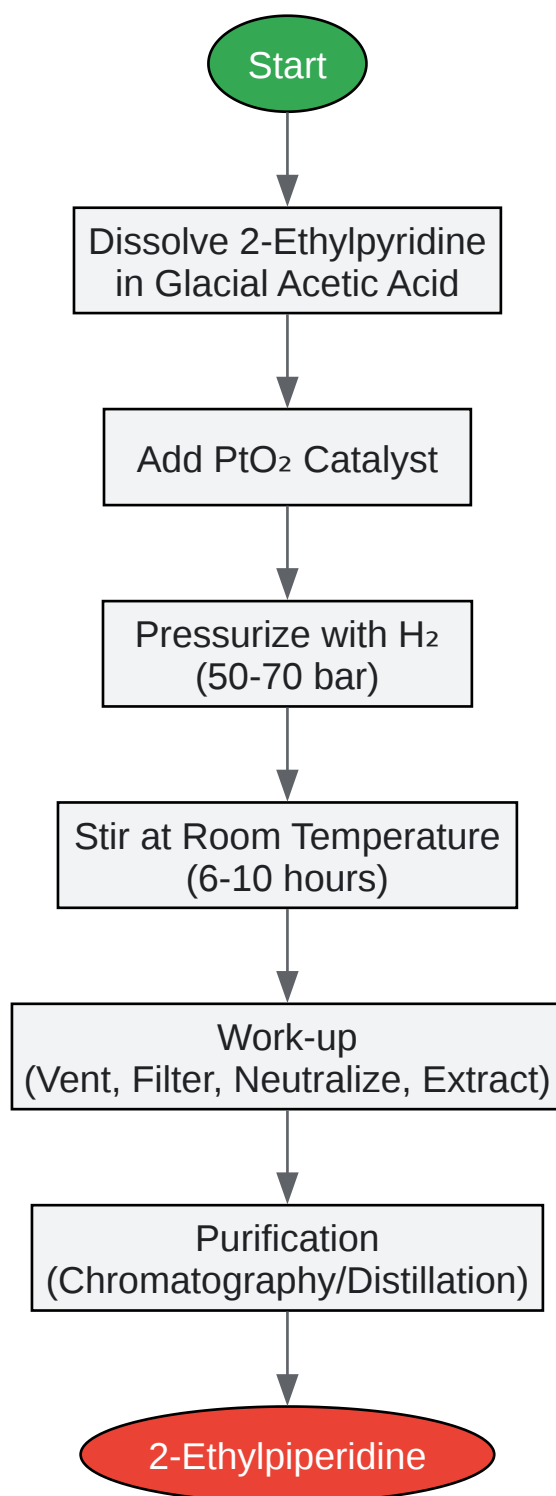 Start
Dissolve 2-Ethylpyridine
in Glacial Acetic Acid
Add PtO₂ Catalyst
Pressurize with H₂
(50-70 bar)
Stir at Room Temperature
(6-10 hours)
Work-up
(Vent, Filter, Neutralize, Extract)
Purification
(Chromatography/Distillation)
2-Ethylpiperidine